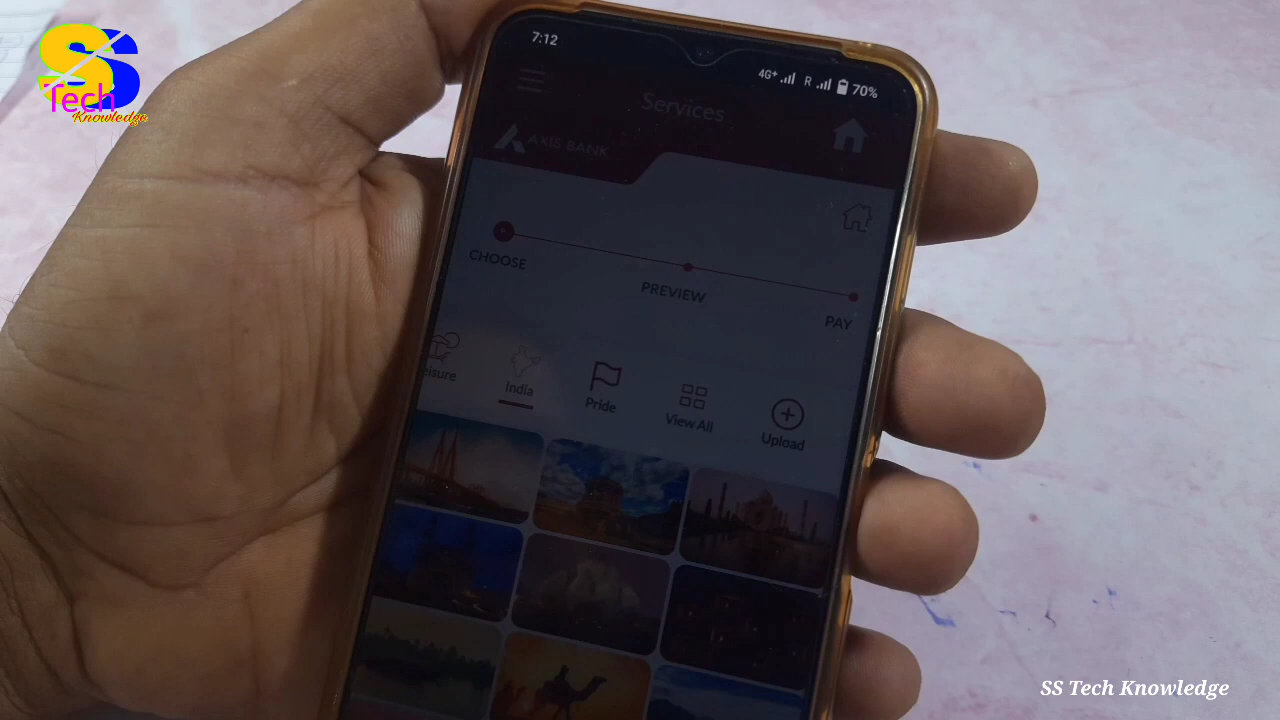 SS
Tech
Knowledge
7:12
4G+ R 70%
Services
AXIS BANK
CHOOSE
PREVIEW
PAY
eisure
India
Pride
View All
Upload
SS Tech Knowledge